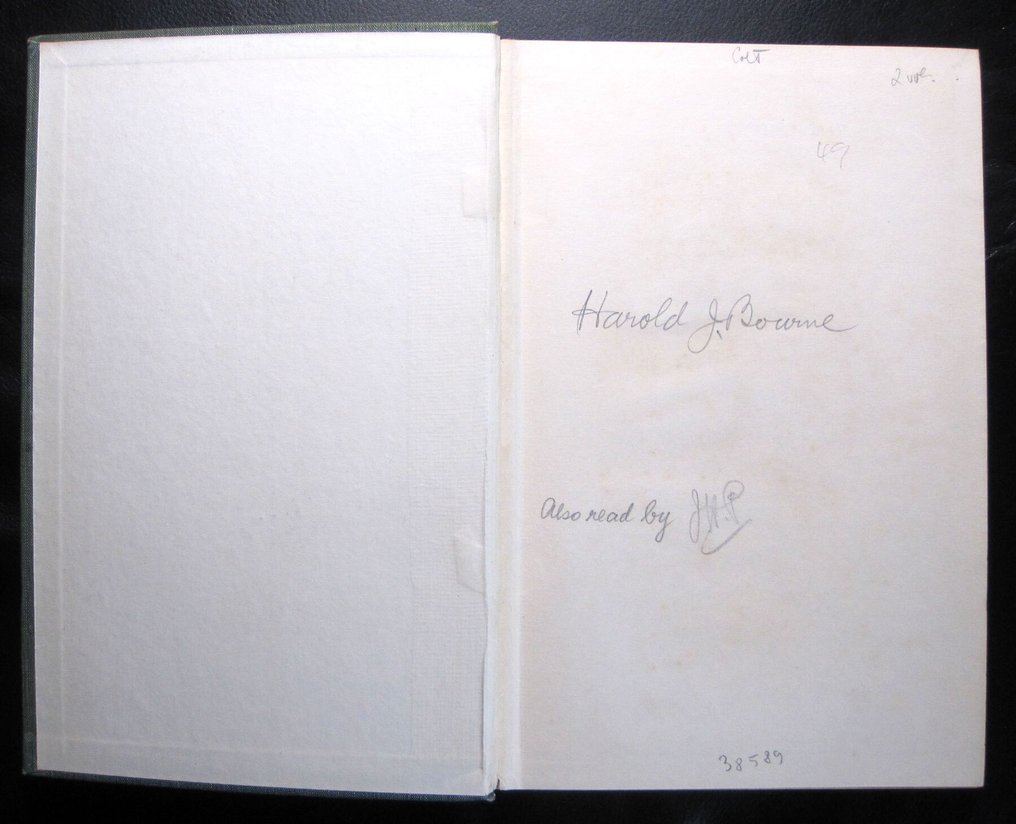 Colt
2 vol.
49
Harold J. Bourne
Also read by J.H.P
38589